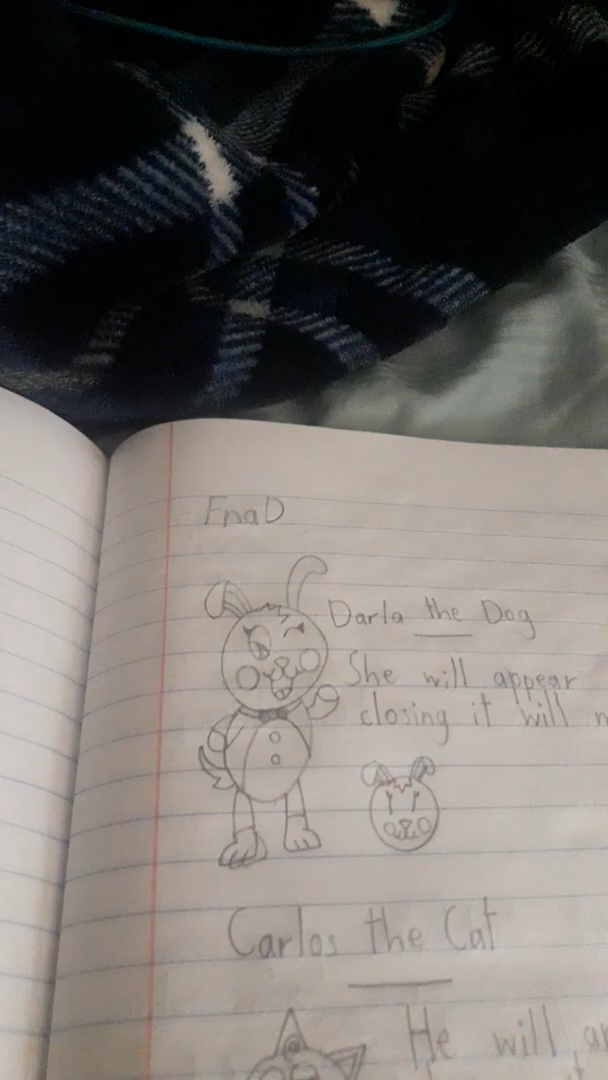 FnaD
Darla the Dog
She will appear
closing it will
Carlos the Cat
He will